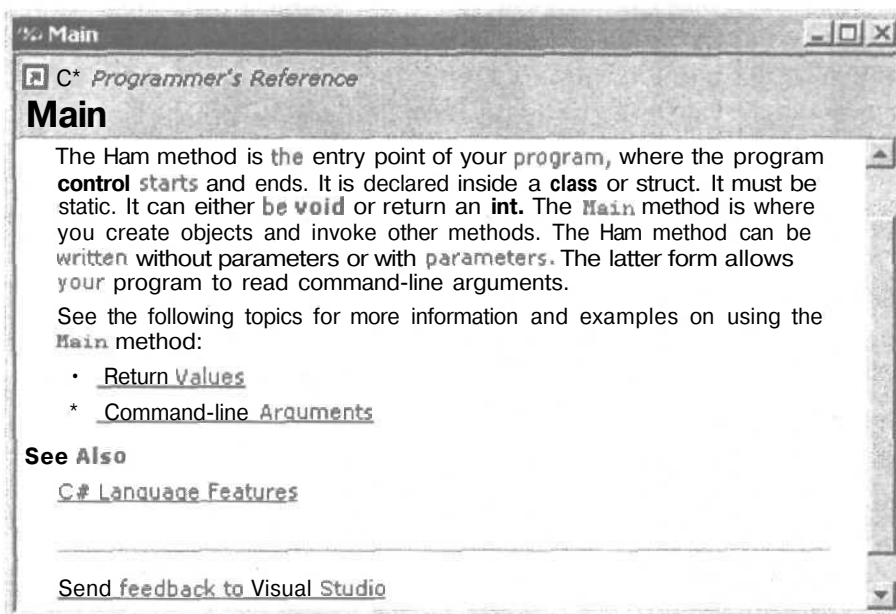 Main
C* Programmer's Reference
Main
The Ham method is the entry point of your program, where the program
control starts and ends. It is declared inside a class or struct. It must be
static. It can either be void or return an int. The Main method is where
you create objects and invoke other methods. The Ham method can be
written without parameters or with parameters. The latter form allows
your program to read command-line arguments.
See the following topics for more information and examples on using the
Main method:
• Return Values
* Command-line Arguments
See Also
C# Language Features
Send feedback to Visual Studio